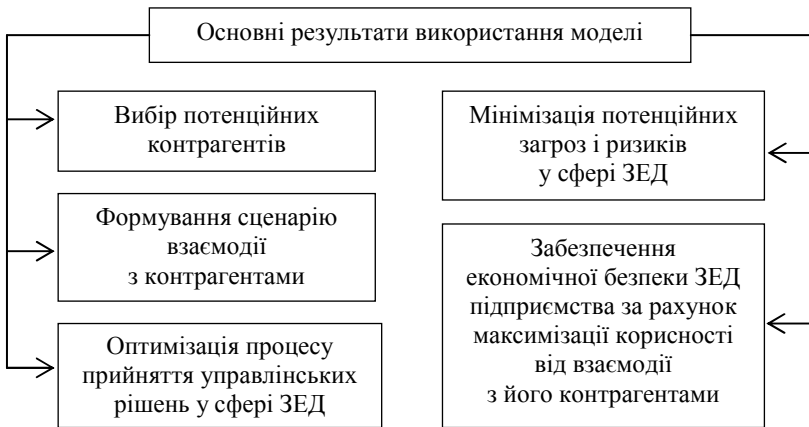 Основні результати використання моделі
Вибір потенційних
контрагентів
Формування сценарію
взаємодії
з контрагентами
Оптимізація процесу
прийняття управлінських
рішень у сфері ЗЕД
Мінімізація потенційних
загроз і ризиків
у сфері ЗЕД
Забезпечення
економічної безпеки ЗЕД
підприємства за рахунок
максимізації корисності
від взаємодії
з його контрагентами